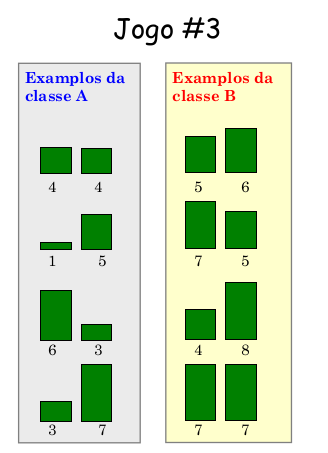 Jogo #3
Examplos da
classe A
4 4
1 5
6 3
3 7
Examplos da
classe B
5 6
7 5
4 8
7 7